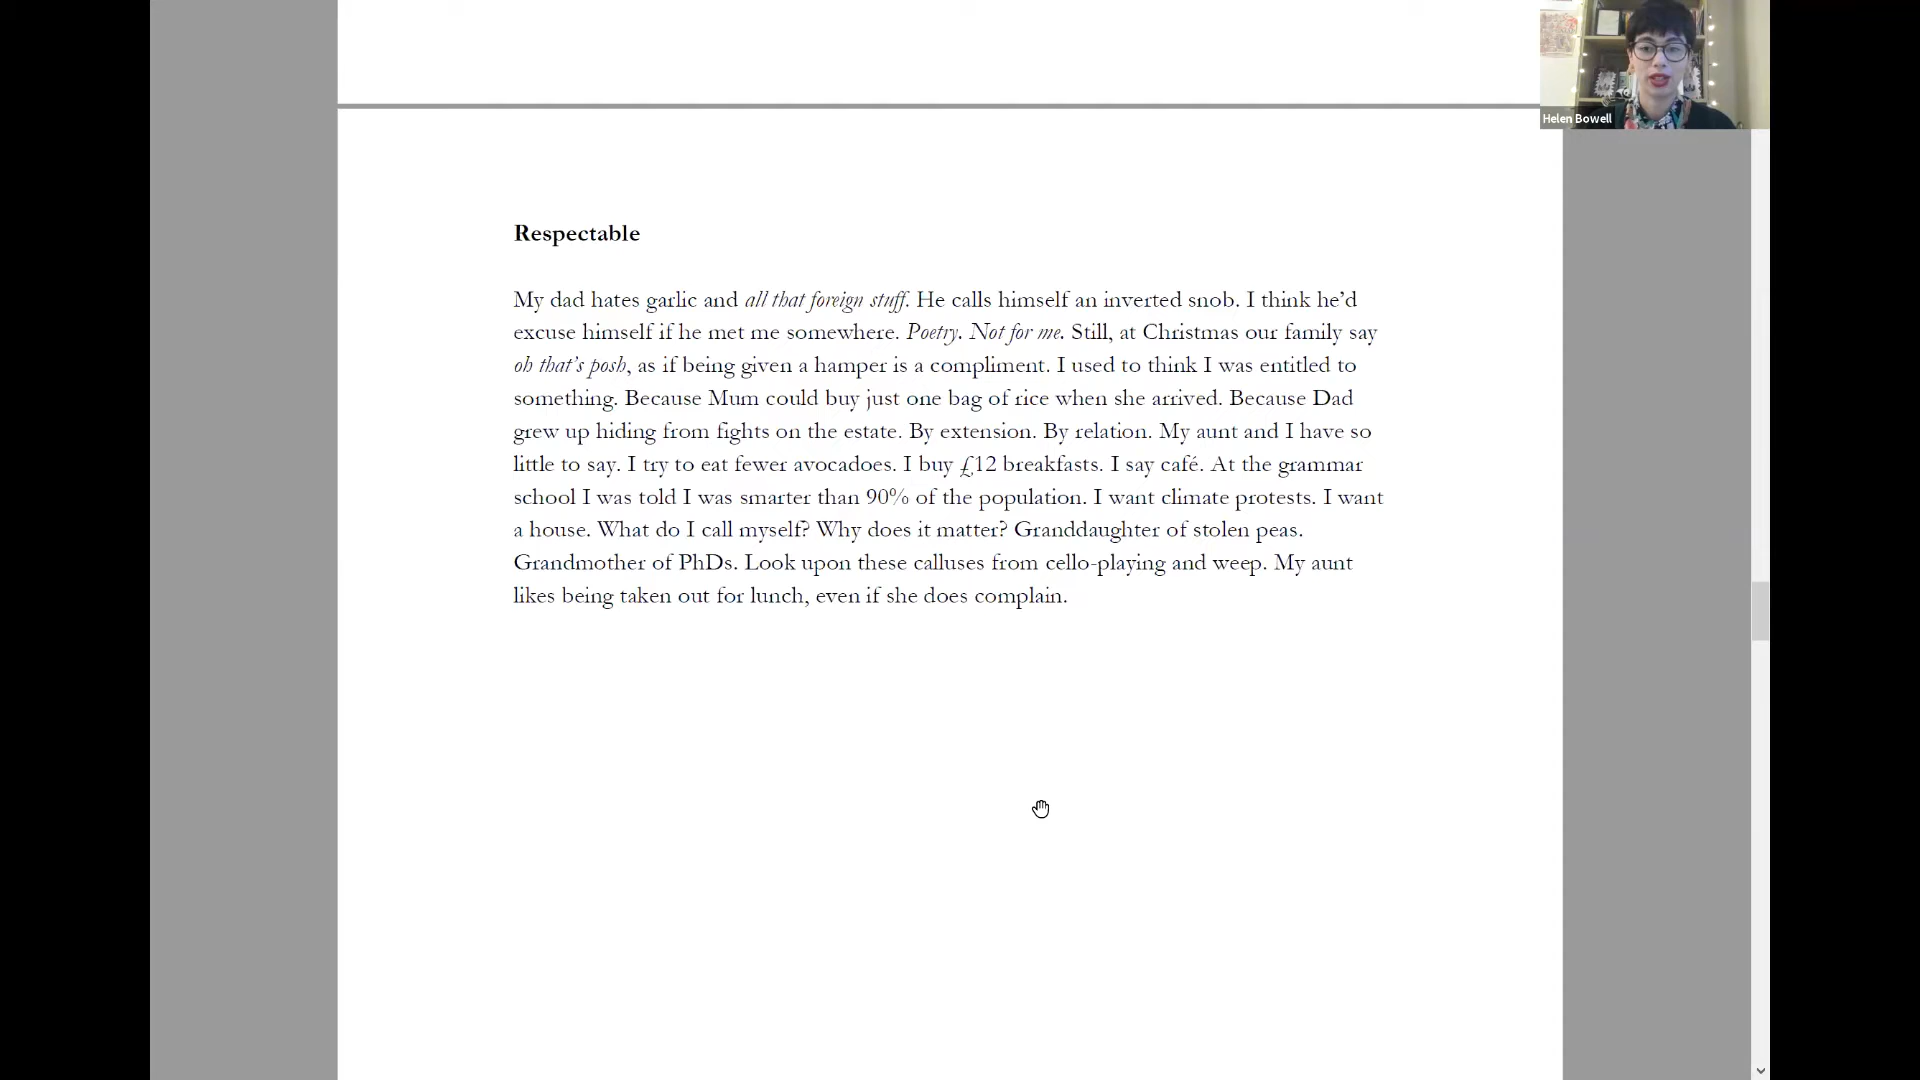 Helen Bowell
Respectable
My dad hates garlic and all that foreign stuff. He calls himself an inverted snob. I think he’d
excuse himself if he met me somewhere. Poetry. Not for me. Still, at Christmas our family say
oh that’s posh, as if being given a hamper is a compliment. I used to think I was entitled to
something. Because Mum could buy just one bag of rice when she arrived. Because Dad
grew up hiding from fights on the estate. By extension. By relation. My aunt and I have so
little to say. I try to eat fewer avocadoes. I buy £12 breakfasts. I say café. At the grammar
school I was told I was smarter than 90% of the population. I want climate protests. I want
a house. What do I call myself? Why does it matter? Granddaughter of stolen peas.
Grandmother of PhDs. Look upon these calluses from cello-playing and weep. My aunt
likes being taken out for lunch, even if she does complain.